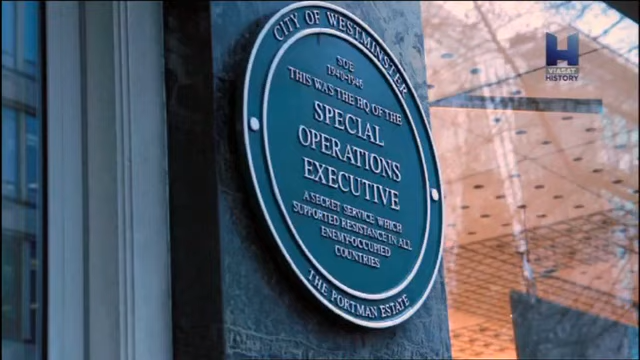 CITY OF WESTMINSTER
SOE
1940-1946
THIS WAS THE HQ OF THE
SPECIAL
OPERATIONS
EXECUTIVE
A SECRET SERVICE WHICH
SUPPORTED RESISTANCE IN ALL
ENEMY-OCCUPIED
COUNTRIES
THE PORTMAN ESTATE
H
VIASAT
HISTORY